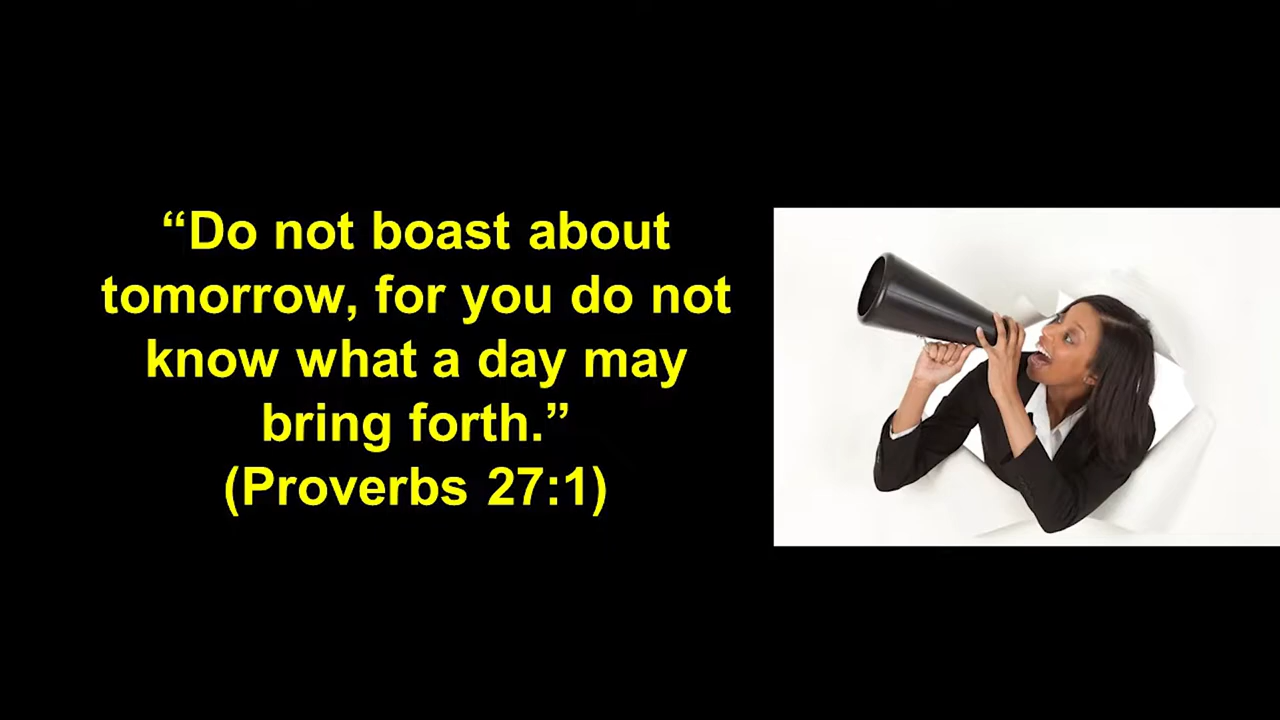 “Do not boast about
tomorrow, for you do not
know what a day may
bring forth.”
(Proverbs 27:1)